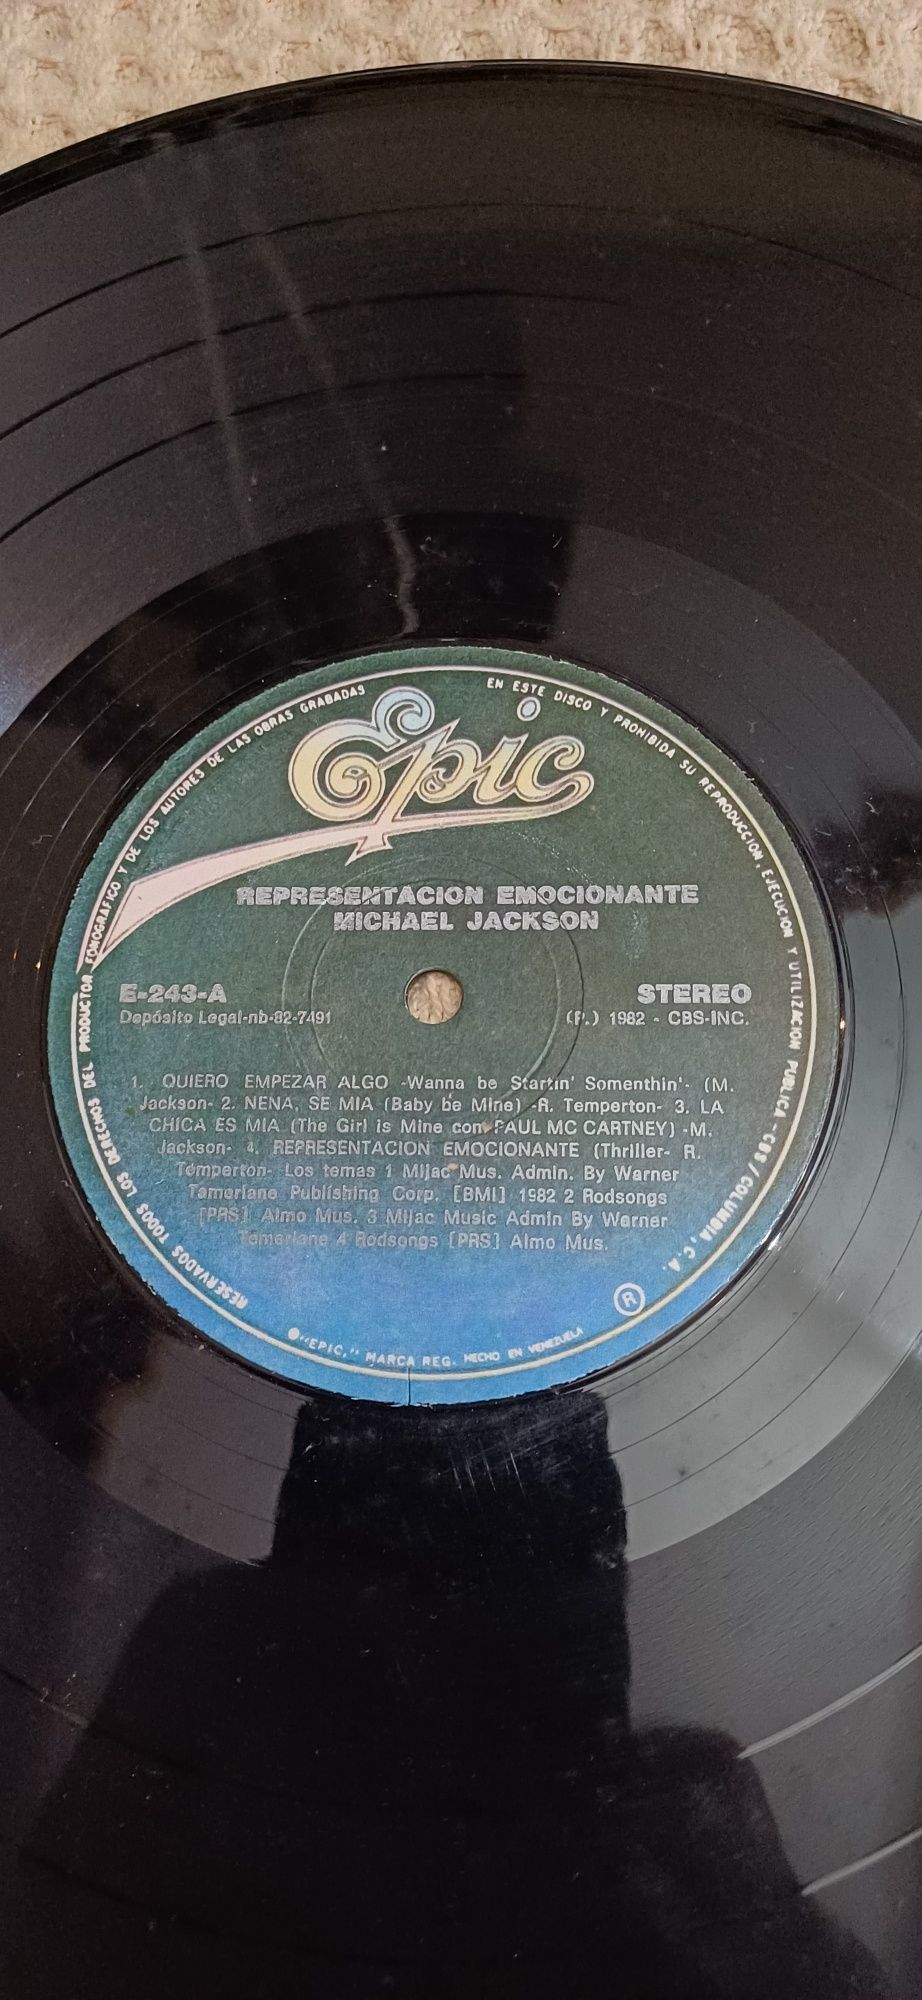 Epic
REPRESENTACION EMOCIONANTE
MICHAEL JACKSON
E-243-A
STEREO
Depósito Legal-nb-82-7491
(P.) 1982 - CBS-INC.
1. QUIERO EMPEZAR ALGO -Wanna be Startin' Somenthin'- (M.
Jackson- 2. NENA, SE MIA (Baby be Mine) -R. Temperton- 3. LA
CHICA ES MIA (The Girl is Mine con PAUL MC CARTNEY) -M.
Jackson- 4. REPRESENTACION EMOCIONANTE (Thriller- R.
Temperton- Los temas 1 Mijac Mus. Admin. By Warner
Tamerlane Publishing Corp. [BMI] 1982 2 Rodsongs
[PRS] Almo Mus. 3 Mijac Music Admin By Warner
Tamerlane 4 Rodsongs [PRS] Almo Mus.
RESERVADOS TODOS LOS DERECHOS DEL PRODUCTOR FONOGRAFICO Y DE LOS AUTORES DE LAS OBRAS GRABADAS
EN ESTE DISCO Y PROHIBIDA SU REPRODUCCION, EJECUCION Y UTILIZACION PUBLICA - CBS/COLUMBIA, C.A.
R
"EPIC," MARCA REG. HECHO EN VENEZUELA